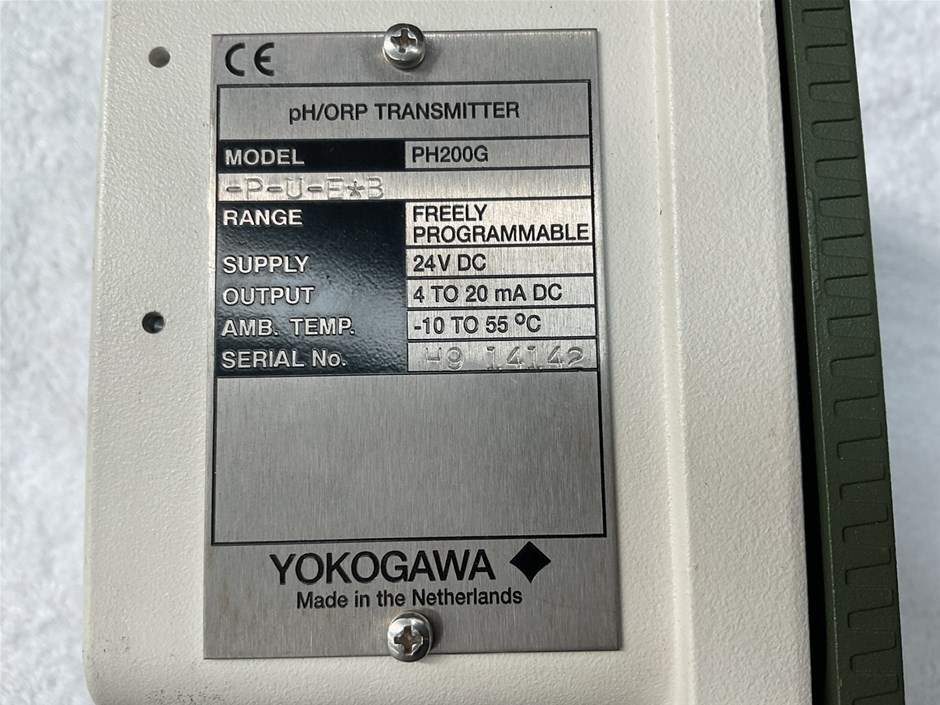 CE
pH/ORP TRANSMITTER
MODEL PH200G
-P-U-E*B
RANGE FREELY
PROGRAMMABLE
SUPPLY 24V DC
OUTPUT 4 TO 20 mA DC
AMB. TEMP. -10 TO 55 °C
SERIAL No. H9 14142
YOKOGAWA
Made in the Netherlands